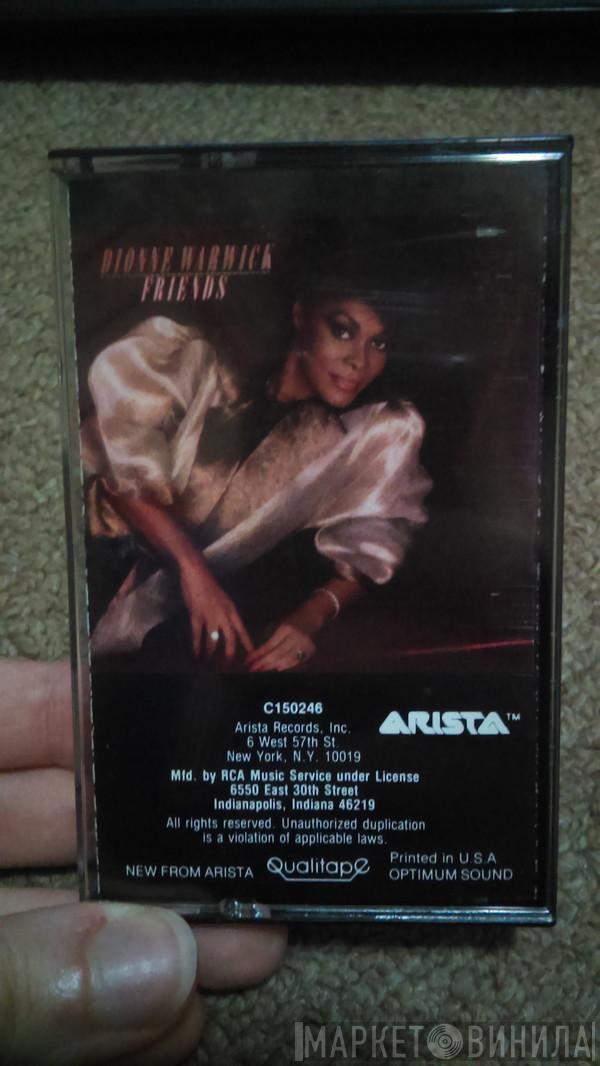 DIONNE WARWICK
FRIENDS
C150246
Arista Records, Inc.
6 West 57th St.
New York, N.Y. 10019
ARISTA™
Mfd. by RCA Music Service under License
6550 East 30th Street
Indianapolis, Indiana 46219
All rights reserved. Unauthorized duplication
is a violation of applicable laws.
NEW FROM ARISTA
Qualitape
Printed in U.S.A
OPTIMUM SOUND
МАРКЕТ ВИНИЛА